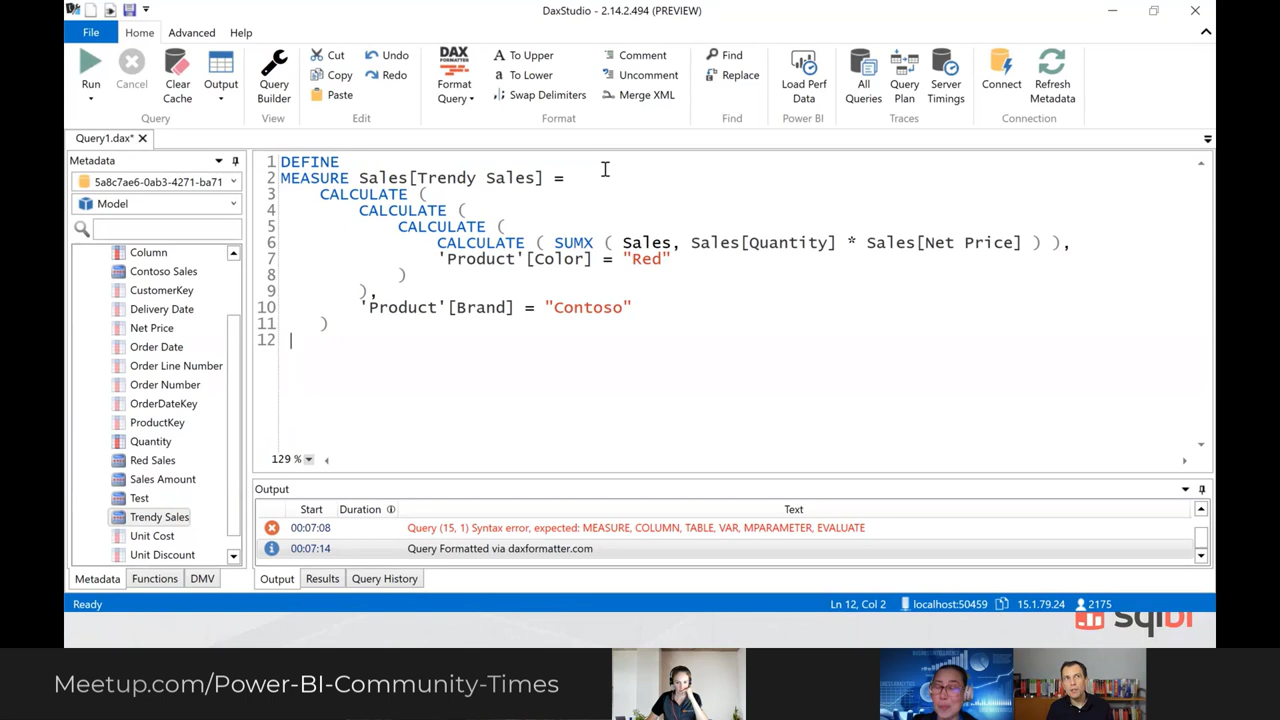 DaxStudio - 2.14.2.494 (PREVIEW)
File Home Advanced Help
Run
Cancel
Clear Cache
Output
Query Builder
Cut
Copy
Paste
Undo
Redo
DAX FORMATTER
Format Query
To Upper
To Lower
Swap Delimiters
Comment
Uncomment
Merge XML
Find
Replace
Load Perf Data
All Queries
Query Plan
Server Timings
Connect
Refresh Metadata
Query View Edit Format Find Power BI Traces Connection
Query1.dax*
Metadata
5a8c7ae6-0ab3-4271-ba71
Model
Column
Contoso Sales
CustomerKey
Delivery Date
Net Price
Order Date
Order Line Number
Order Number
OrderDateKey
ProductKey
Quantity
Red Sales
Sales Amount
Test
Trendy Sales
Unit Cost
Unit Discount
Metadata Functions DMV
1 DEFINE
2 MEASURE Sales[Trendy Sales] =
3 CALCULATE (
4 CALCULATE (
5 CALCULATE (
6 CALCULATE ( SUMX ( Sales, Sales[Quantity] * Sales[Net Price] ) ),
7 'Product'[Color] = "Red"
8 )
9 ),
10 'Product'[Brand] = "Contoso"
11 )
12
129 %
Output
Start Duration Text
00:07:08 Query (15, 1) Syntax error, expected: MEASURE, COLUMN, TABLE, VAR, MPARAMETER, EVALUATE
00:07:14 Query Formatted via daxformatter.com
Output Results Query History
Ready Ln 12, Col 2 localhost:50459 15.1.79.24 2175
sqlbi
Meetup.com/Power-BI-Community-Times